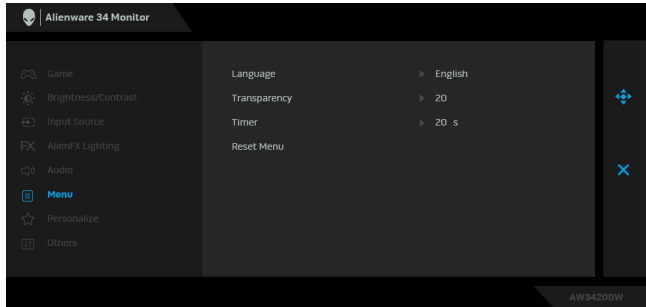 Alienware 34 Monitor
Game
Brightness/Contrast
Input Source
AlienFX Lighting
Audio
Menu
Personalize
Others
Language English
Transparency 20
Timer 20 s
Reset Menu
AW3420DW